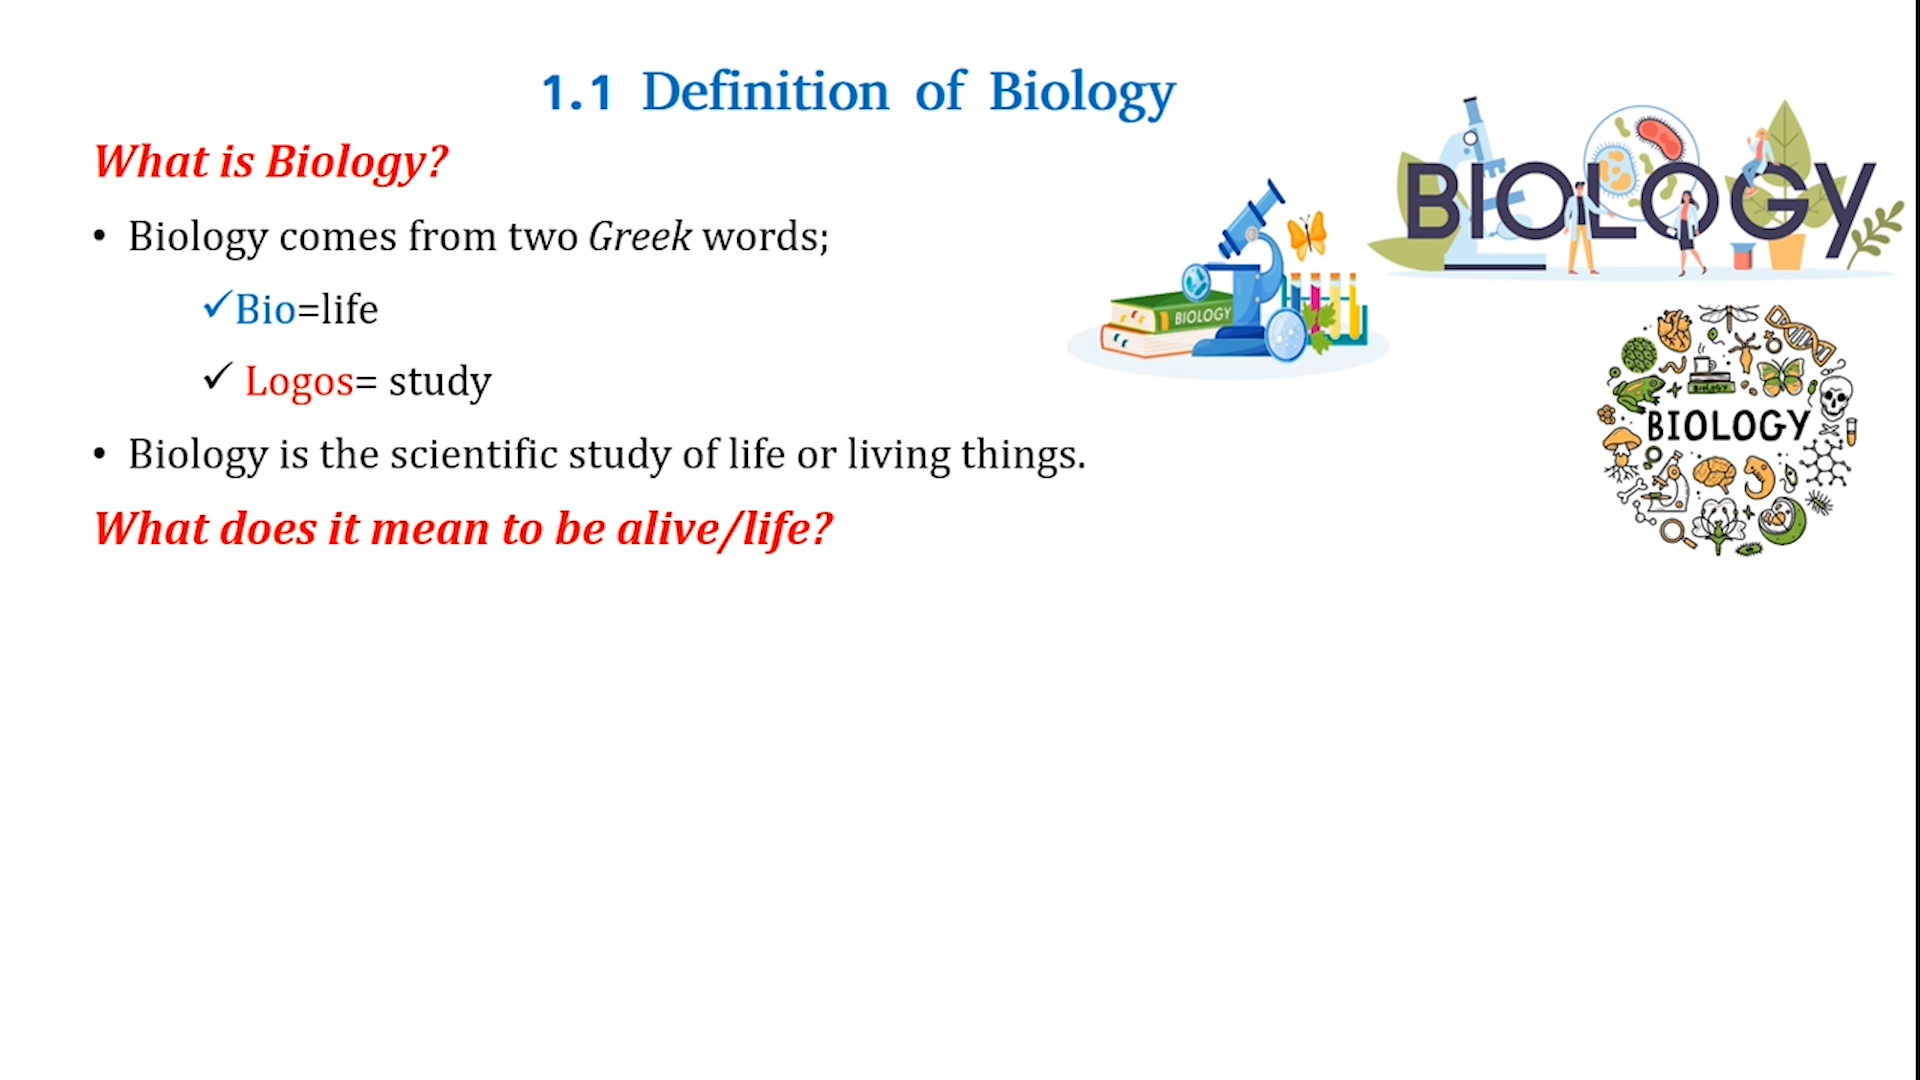 1.1 Definition of Biology
What is Biology?
• Biology comes from two Greek words;
✓Bio=life
✓ Logos= study
• Biology is the scientific study of life or living things.
What does it mean to be alive/life?
BIOLOGY
BIOLOGY
BIOLOGY
BIOLOGY